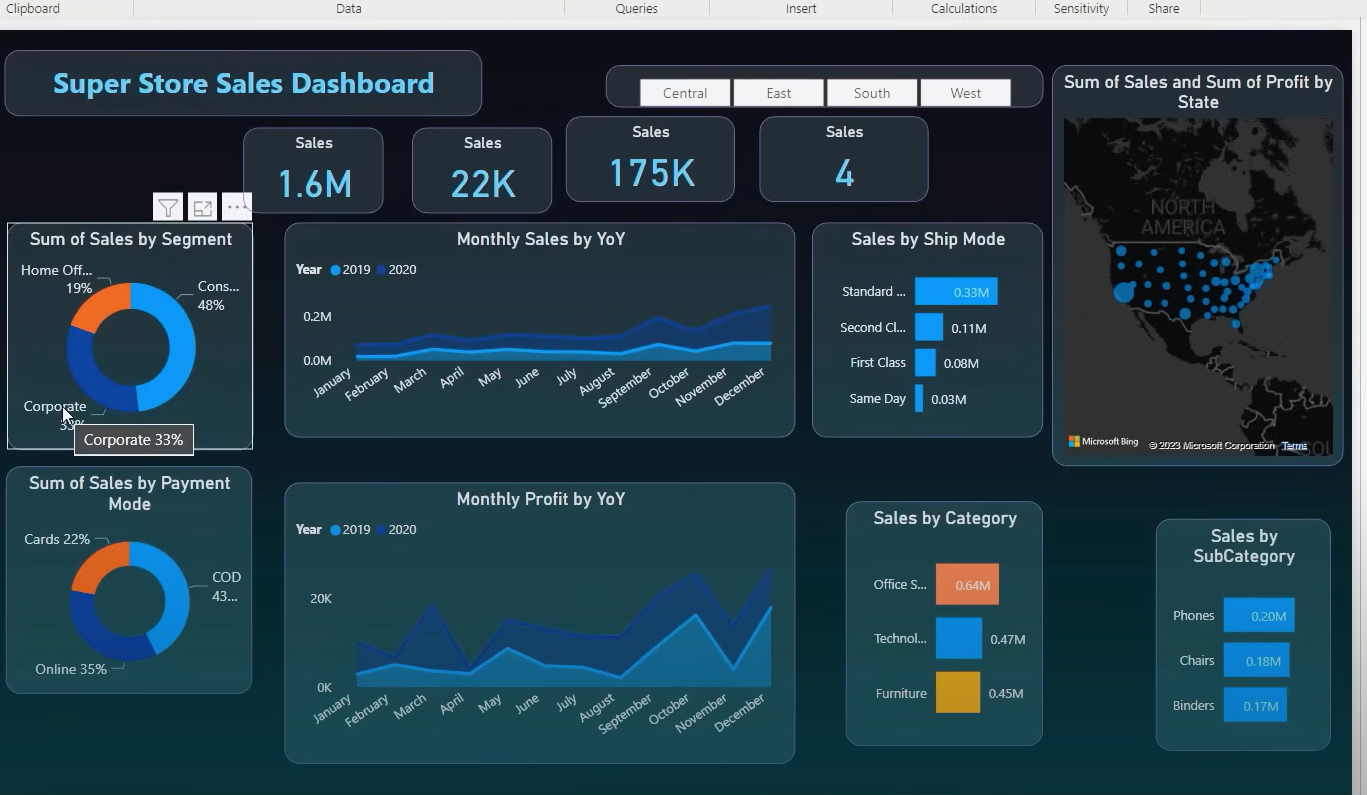 Clipboard
Data
Queries
Insert
Calculations
Sensitivity
Share
Super Store Sales Dashboard
Central
East
South
West
Sales
1.6M
Sales
22K
Sales
175K
Sales
4
Sum of Sales and Sum of Profit by
State
NORTH
AMERICA
Microsoft Bing
© 2023 Microsoft Corporation Terms
Sum of Sales by Segment
Home Off...
19%
Cons...
48%
Corporate
33%
Corporate 33%
Monthly Sales by YoY
Year 2019 2020
0.2M
0.0M
January
February
March
April
May
June
July
August
September
October
November
December
Sales by Ship Mode
Standard ... 0.33M
Second Cl... 0.11M
First Class 0.08M
Same Day 0.03M
Sum of Sales by Payment
Mode
Cards 22%
COD
43...
Online 35%
Monthly Profit by YoY
Year 2019 2020
20K
0K
January
February
March
April
May
June
July
August
September
October
November
December
Sales by Category
Office S... 0.64M
Technol... 0.47M
Furniture 0.45M
Sales by
SubCategory
Phones 0.20M
Chairs 0.18M
Binders 0.17M